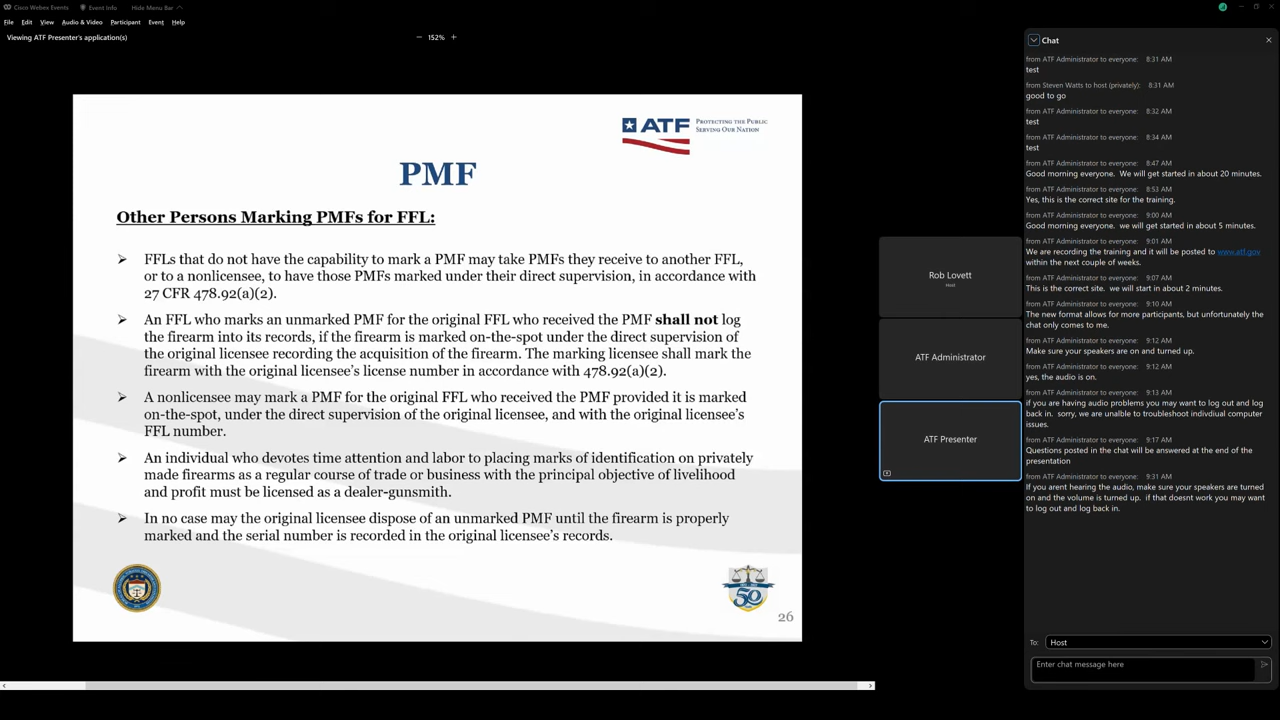 Cisco Webex Events
Event Info
Hide Menu Bar
File Edit View Audio & Video Participant Event Help
Viewing ATF Presenter's application(s)
152%
ATF
PROTECTING THE PUBLIC
SERVING OUR NATION
PMF
Other Persons Marking PMFs for FFL:
FFLs that do not have the capability to mark a PMF may take PMFs they receive to another FFL,
or to a nonlicensee, to have those PMFs marked under their direct supervision, in accordance with
27 CFR 478.92(a)(2).
An FFL who marks an unmarked PMF for the original FFL who received the PMF shall not log
the firearm into its records, if the firearm is marked on-the-spot under the direct supervision of
the original licensee recording the acquisition of the firearm. The marking licensee shall mark the
firearm with the original licensee's license number in accordance with 478.92(a)(2).
A nonlicensee may mark a PMF for the original FFL who received the PMF provided it is marked
on-the-spot, under the direct supervision of the original licensee, and with the original licensee's
FFL number.
An individual who devotes time attention and labor to placing marks of identification on privately
made firearms as a regular course of trade or business with the principal objective of livelihood
and profit must be licensed as a dealer-gunsmith.
In no case may the original licensee dispose of an unmarked PMF until the firearm is properly
marked and the serial number is recorded in the original licensee's records.
50
26
Rob Lovett
Host
ATF Administrator
ATF Presenter
Chat
from ATF Administrator to everyone: 8:31 AM
test
from Steven Watts to host (privately): 8:31 AM
good to go
from ATF Administrator to everyone: 8:32 AM
test
from ATF Administrator to everyone: 8:34 AM
test
from ATF Administrator to everyone: 8:47 AM
Good morning everyone. We will get started in about 20 minutes.
from ATF Administrator to everyone: 8:53 AM
Yes, this is the correct site for the training.
from ATF Administrator to everyone: 9:00 AM
Good morning everyone. we will get started in about 5 minutes.
from ATF Administrator to everyone: 9:01 AM
We are recording the training and it will be posted to www.atf.gov
within the next couple of weeks.
from ATF Administrator to everyone: 9:07 AM
This is the correct site. we will start in about 2 minutes.
from ATF Administrator to everyone: 9:10 AM
The new format allows for more participants, but unfortunately the
chat only comes to me.
from ATF Administrator to everyone: 9:12 AM
Make sure your speakers are on and turned up.
from ATF Administrator to everyone: 9:12 AM
yes, the audio is on.
from ATF Administrator to everyone: 9:13 AM
if you are having audio problems you may want to log out and log
back in. sorry, we are unable to troubleshoot indivdiual computer
issues.
from ATF Administrator to everyone: 9:17 AM
Questions posted in the chat will be answered at the end of the
presentation
from ATF Administrator to everyone: 9:31 AM
If you arent hearing the audio, make sure your speakers are turned
on and the volume is turned up. if that doesnt work you may want
to log out and log back in.
To: Host
Enter chat message here